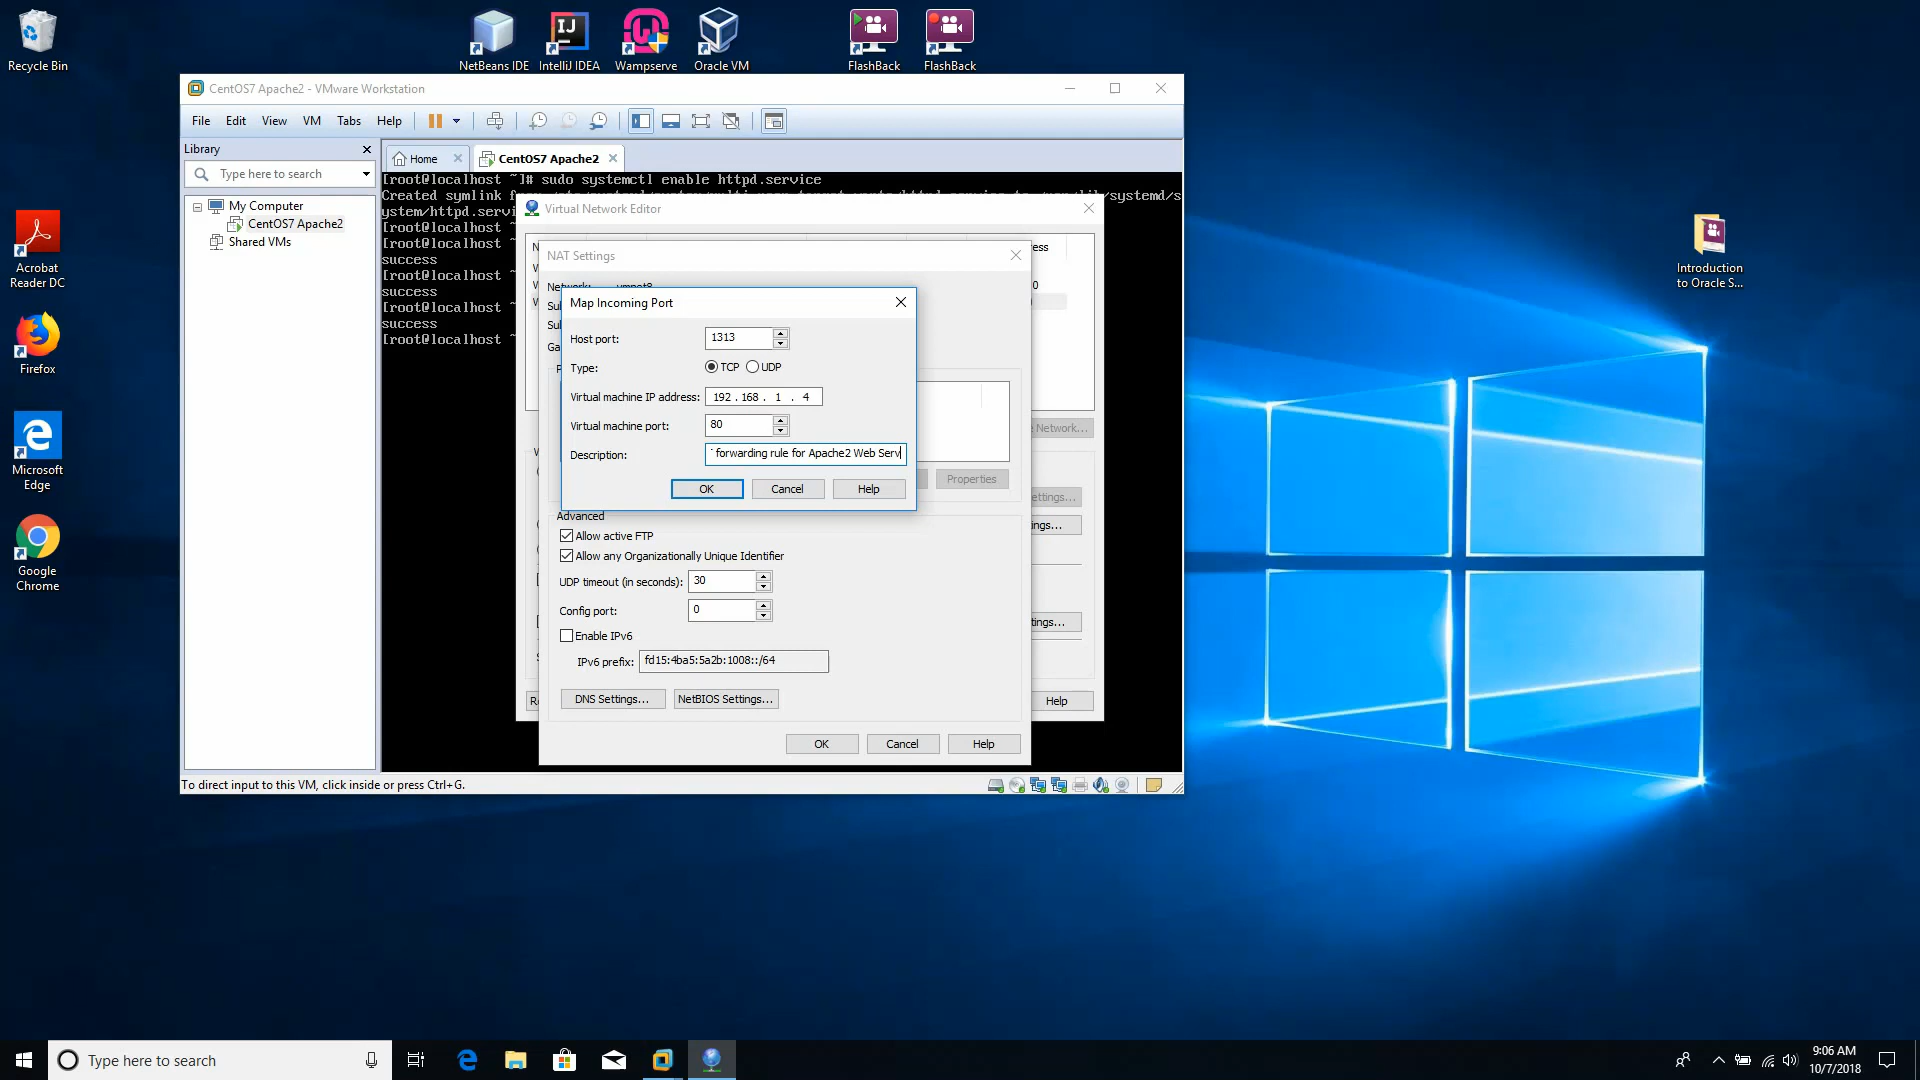 Recycle Bin
NetBeans IDE
IntelliJ IDEA
Wampserve
Oracle VM
FlashBack
FlashBack
CentOS7 Apache2 - VMware Workstation
File Edit View VM Tabs Help
Library
Type here to search
My Computer
CentOS7 Apache2
Shared VMs
Home
CentOS7 Apache2
[root@localhost ~]# sudo systemctl enable httpd.service
Created symlink
/systemd/s
ystem/httpd.servi
[root@localhost ~
[root@localhost ~
success
[root@localhost ~
success
[root@localhost ~
success
[root@localhost ~
Virtual Network Editor
NAT Settings
Map Incoming Port
Host port: 1313
Type: TCP UDP
Virtual machine IP address: 192 . 168 . 1 . 4
Virtual machine port: 80
Description: forwarding rule for Apache2 Web Serv
OK Cancel Help
Properties
Advanced
Allow active FTP
Allow any Organizationally Unique Identifier
UDP timeout (in seconds): 30
Config port: 0
Enable IPv6
IPv6 prefix: fd15:4ba5:5a2b:1008::/64
DNS Settings... NetBIOS Settings...
OK Cancel Help
Help
To direct input to this VM, click inside or press Ctrl+G.
Acrobat
Reader DC
Firefox
Microsoft
Edge
Google
Chrome
Introduction
to Oracle S...
Type here to search
9:06 AM
10/7/2018